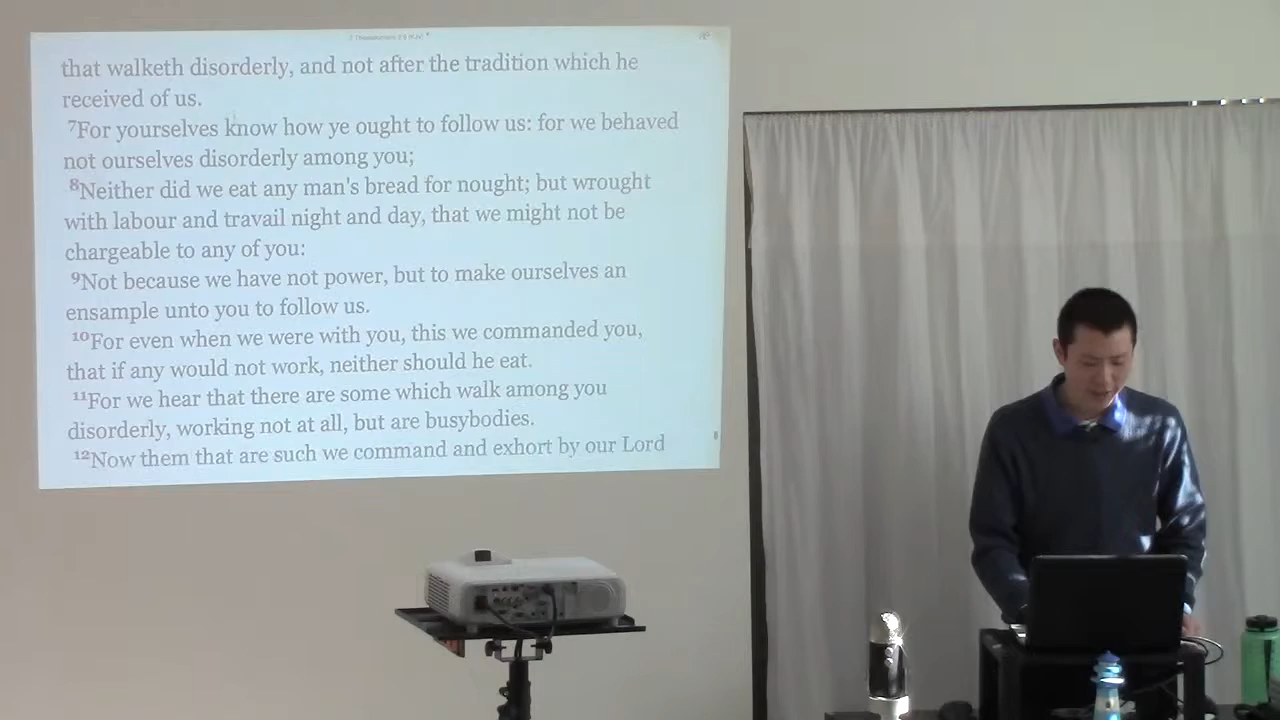 2 Thessalonians 3:9 (KJV)
that walketh disorderly, and not after the tradition which he
received of us.
7For yourselves know how ye ought to follow us: for we behaved
not ourselves disorderly among you;
8Neither did we eat any man's bread for nought; but wrought
with labour and travail night and day, that we might not be
chargeable to any of you:
9Not because we have not power, but to make ourselves an
ensample unto you to follow us.
10For even when we were with you, this we commanded you,
that if any would not work, neither should he eat.
11For we hear that there are some which walk among you
disorderly, working not at all, but are busybodies.
12Now them that are such we command and exhort by our Lord